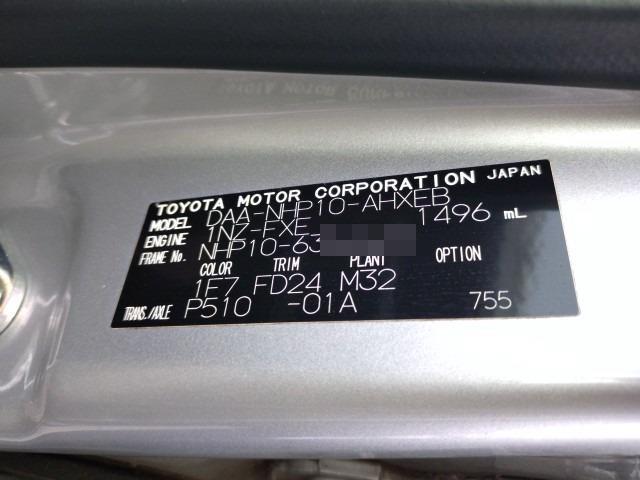 TOYOTA MOTOR CORPORATION JAPAN
MODEL DAA-NHP10-AHXEB
ENGINE 1NZ-FXE 1496 mL
FRAME No. NHP10-63
COLOR TRIM PLANT OPTION
1F7 FD24 M32
TRANS./AXLE P510 -01A 755